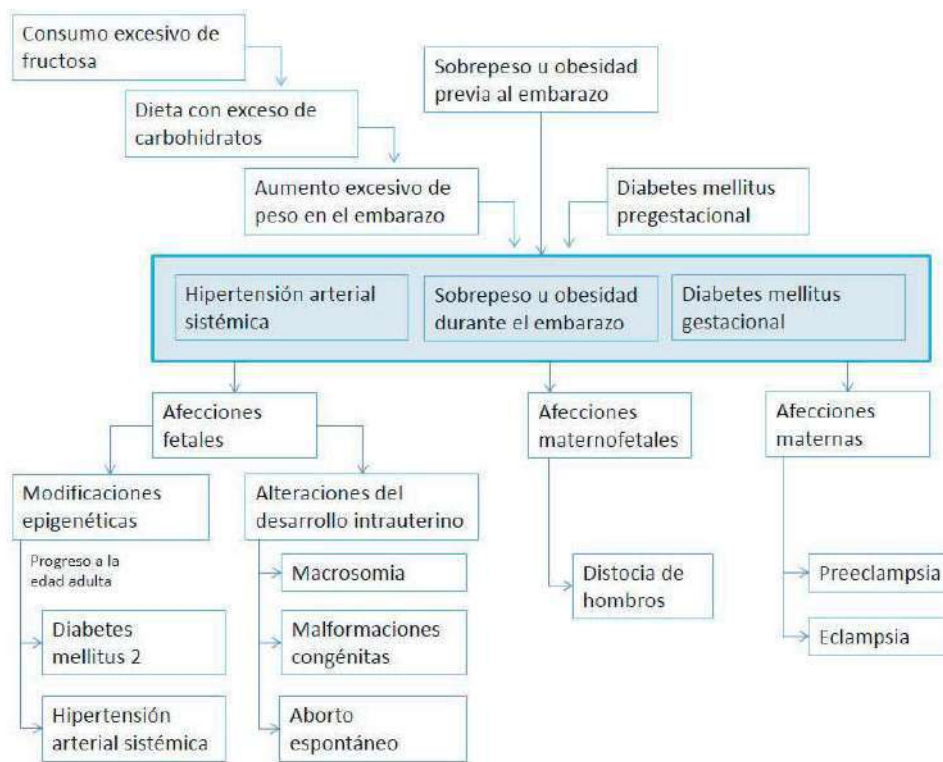 Consumo excesivo de
fructosa
Sobrepeso u obesidad
previa al embarazo
Dieta con exceso de
carbohidratos
Aumento excesivo de
peso en el embarazo
Diabetes mellitus
pregestacional
Hipertensión arterial
sistémica
Sobrepeso u obesidad
durante el embarazo
Diabetes mellitus
gestacional
Afecciones
fetales
Afecciones
maternofetales
Afecciones
maternas
Modificaciones
epigenéticas
Alteraciones del
desarrollo intrauterino
Progreso a la
edad adulta
Macrosomia
Distocia de
hombros
Preeclampsia
Diabetes
mellitus 2
Malformaciones
congénitas
Eclampsia
Hipertensión
arterial sistémica
Aborto
espontáneo